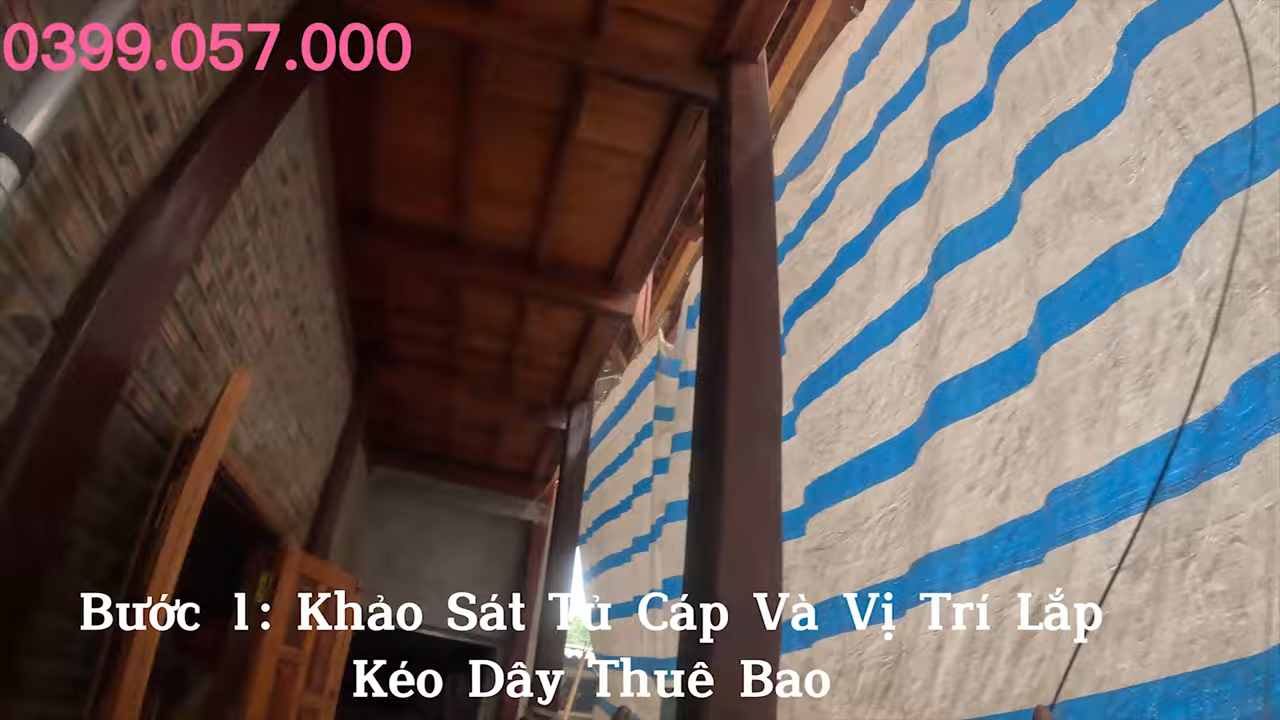 0399.057.000
Bước 1: Khảo Sát Tủ Cáp Và Vị Trí Lắp
Kéo Dây Thuê Bao